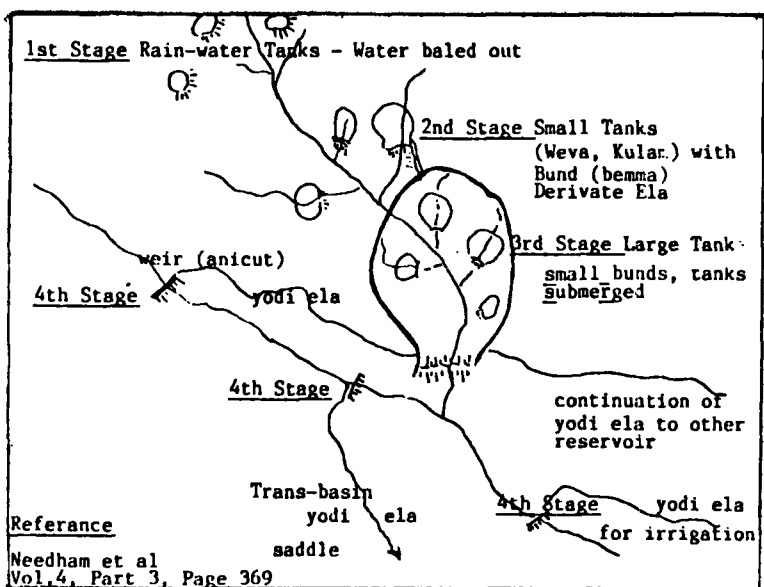 1st Stage Rain-water Tanks - Water baled out
2nd Stage Small Tanks
(Weva, Kular.) with
Bund (bemma)
Derivate Ela
3rd Stage Large Tank
small bunds, tanks
submerged
weir (anicut)
4th Stage
yodi ela
4th Stage
continuation of
yodi ela to other
reservoir
Trans-basin
yodi ela
saddle
4th Stage
yodi ela
for irrigation
Referance
Needham et al
Vol.4, Part 3, Page 369